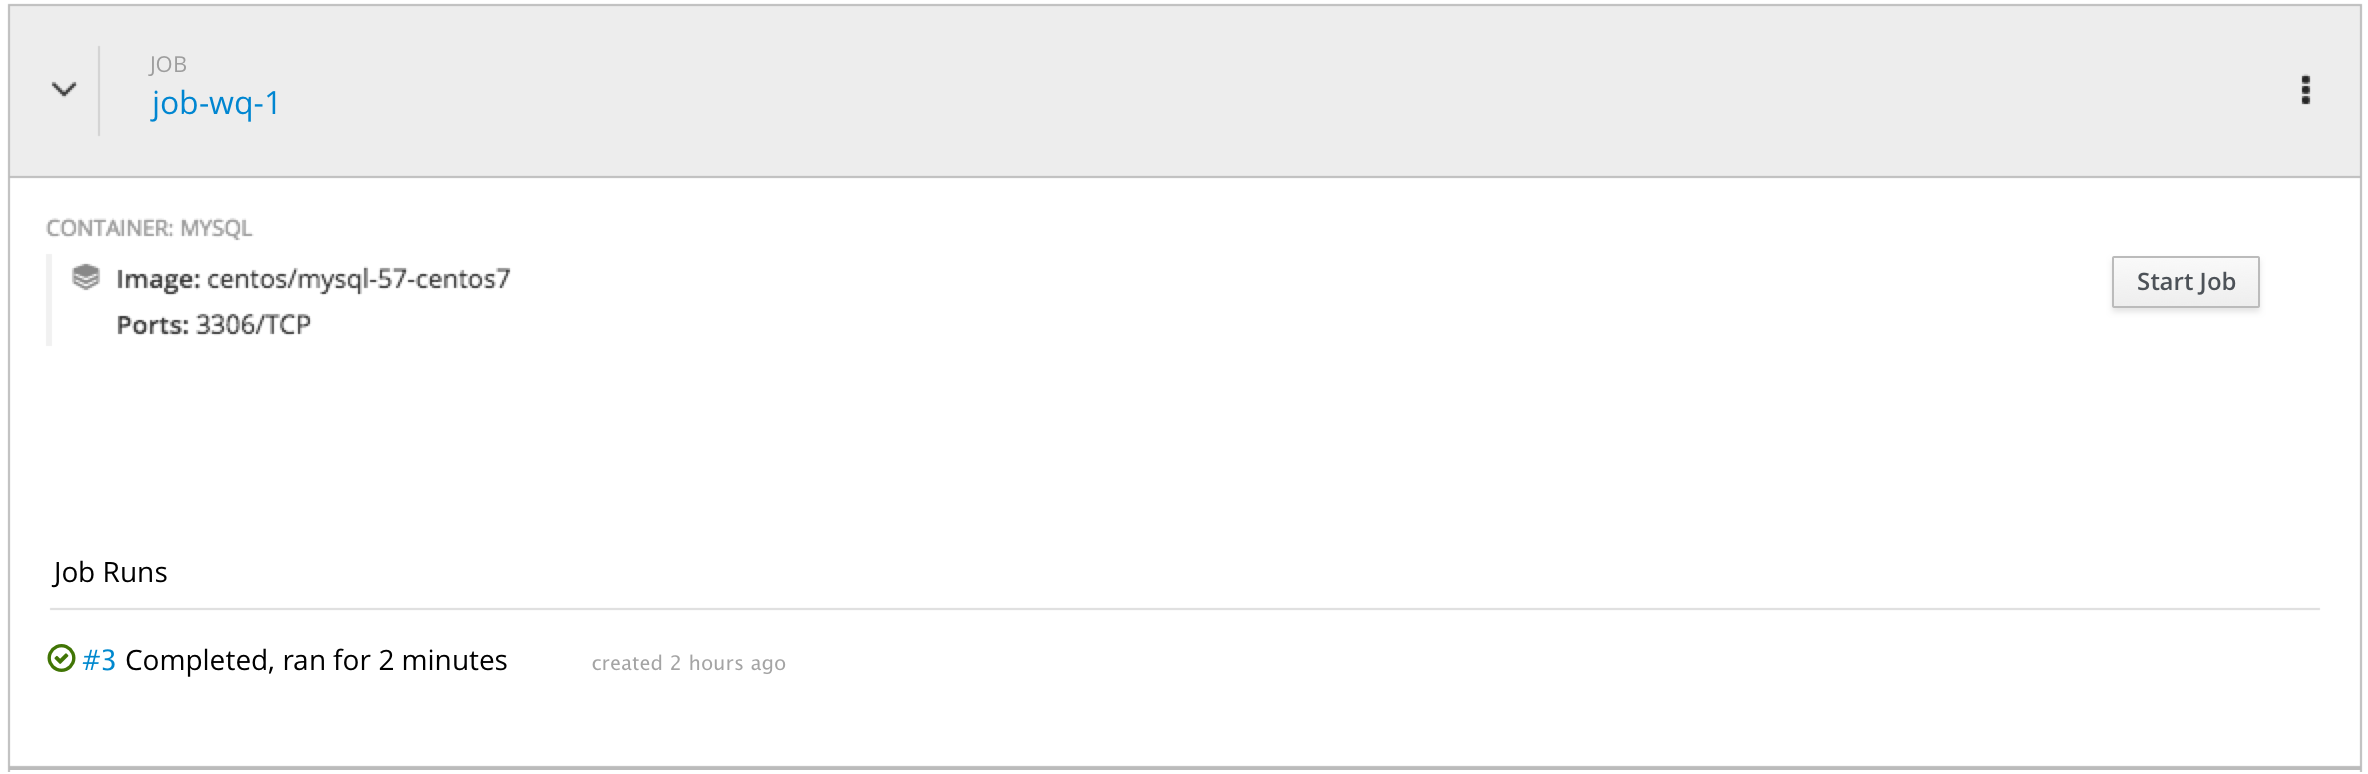 JOB
job-wq-1
CONTAINER: MYSQL
Image: centos/mysql-57-centos7
Start Job
Ports: 3306/TCP
Job Runs
#3 Completed, ran for 2 minutes created 2 hours ago